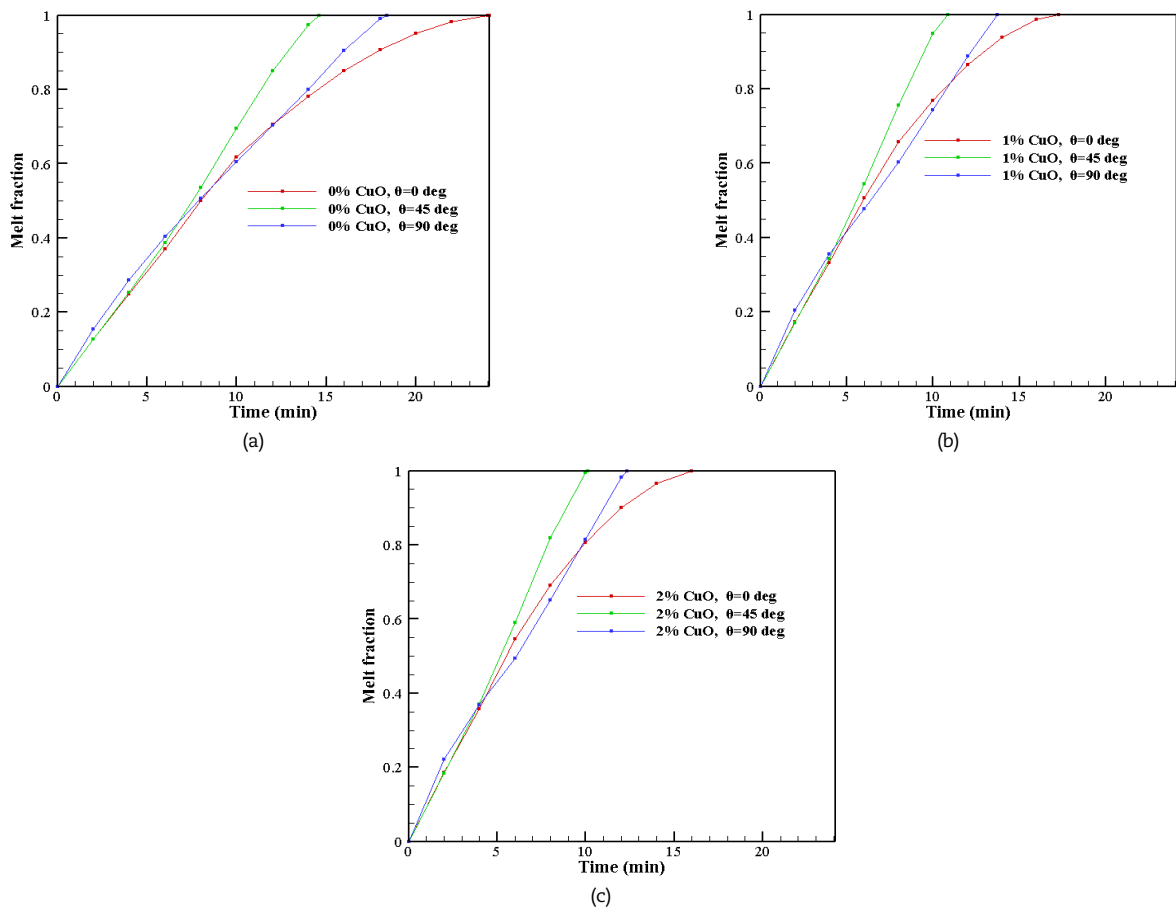 1
0.8
0.6
0.4
0.2
0
Melt fraction
0% CuO, θ=0 deg
0% CuO, θ=45 deg
0% CuO, θ=90 deg
0 5 10 15 20
Time (min)
(a)
1
0.8
0.6
0.4
0.2
0
Melt fraction
1% CuO, θ=0 deg
1% CuO, θ=45 deg
1% CuO, θ=90 deg
0 5 10 15 20
Time (min)
(b)
1
0.8
0.6
0.4
0.2
0
Melt fraction
2% CuO, θ=0 deg
2% CuO, θ=45 deg
2% CuO, θ=90 deg
0 5 10 15 20
Time (min)
(c)